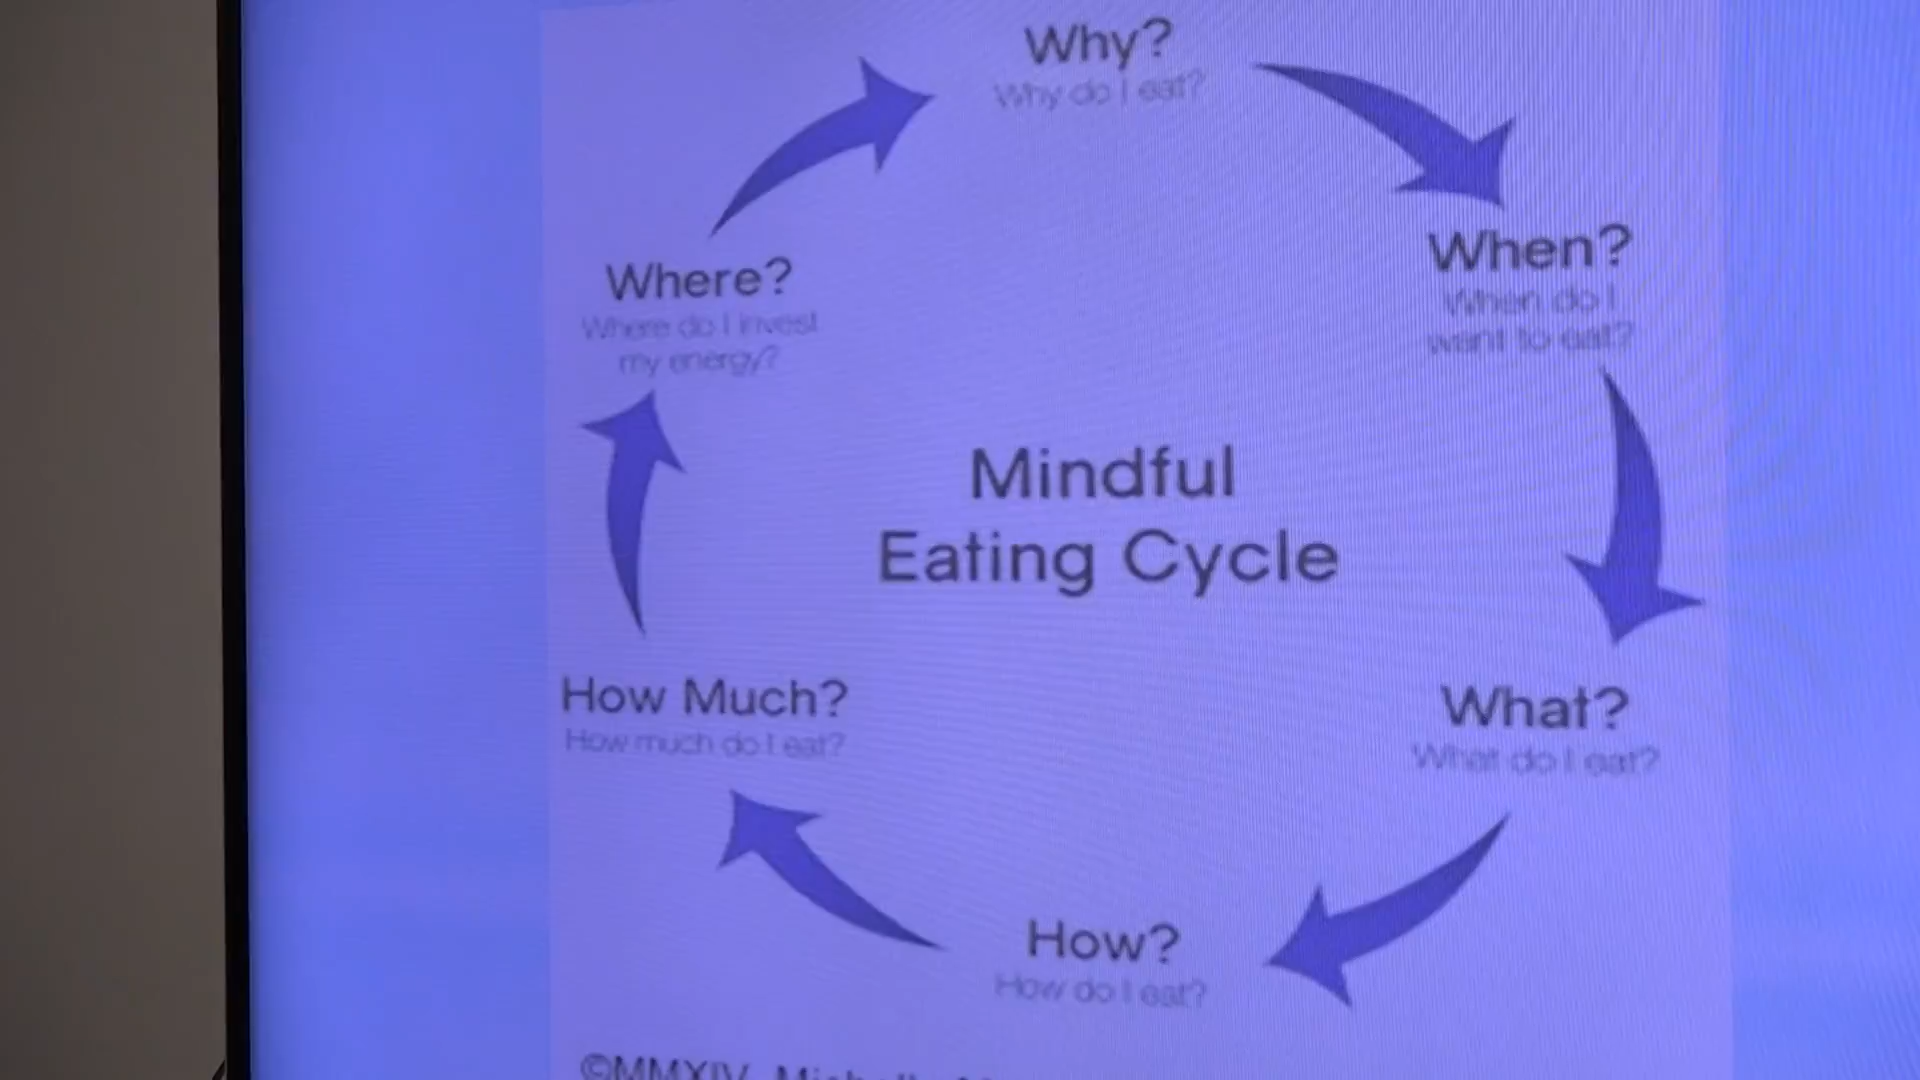 Why?
Why do I eat?
When?
When do I
want to eat?
What?
What do I eat?
How?
How do I eat?
How Much?
How much do I eat?
Where?
Where do I invest
my energy?
Mindful
Eating Cycle
©MMXIV